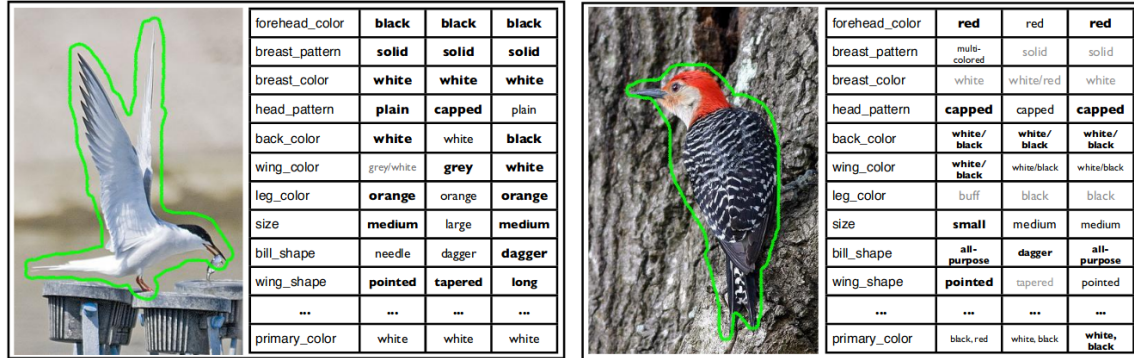 forehead_color black black black
breast_pattern solid solid solid
breast_color white white white
head_pattern plain capped plain
back_color white white black
wing_color grey/white grey white
leg_color orange orange orange
size medium large medium
bill_shape needle dagger dagger
wing_shape pointed tapered long
... ... ... ...
primary_color white white white
forehead_color red red red
breast_pattern multi-
colored solid solid
breast_color white white/red white
head_pattern capped capped capped
back_color white/
black white/
black white/
black
wing_color white/
black white/black white/black
leg_color buff black black
size small medium medium
bill_shape all-
purpose dagger all-
purpose
wing_shape pointed tapered pointed
... ... ... ...
primary_color black, red white, black white,
black